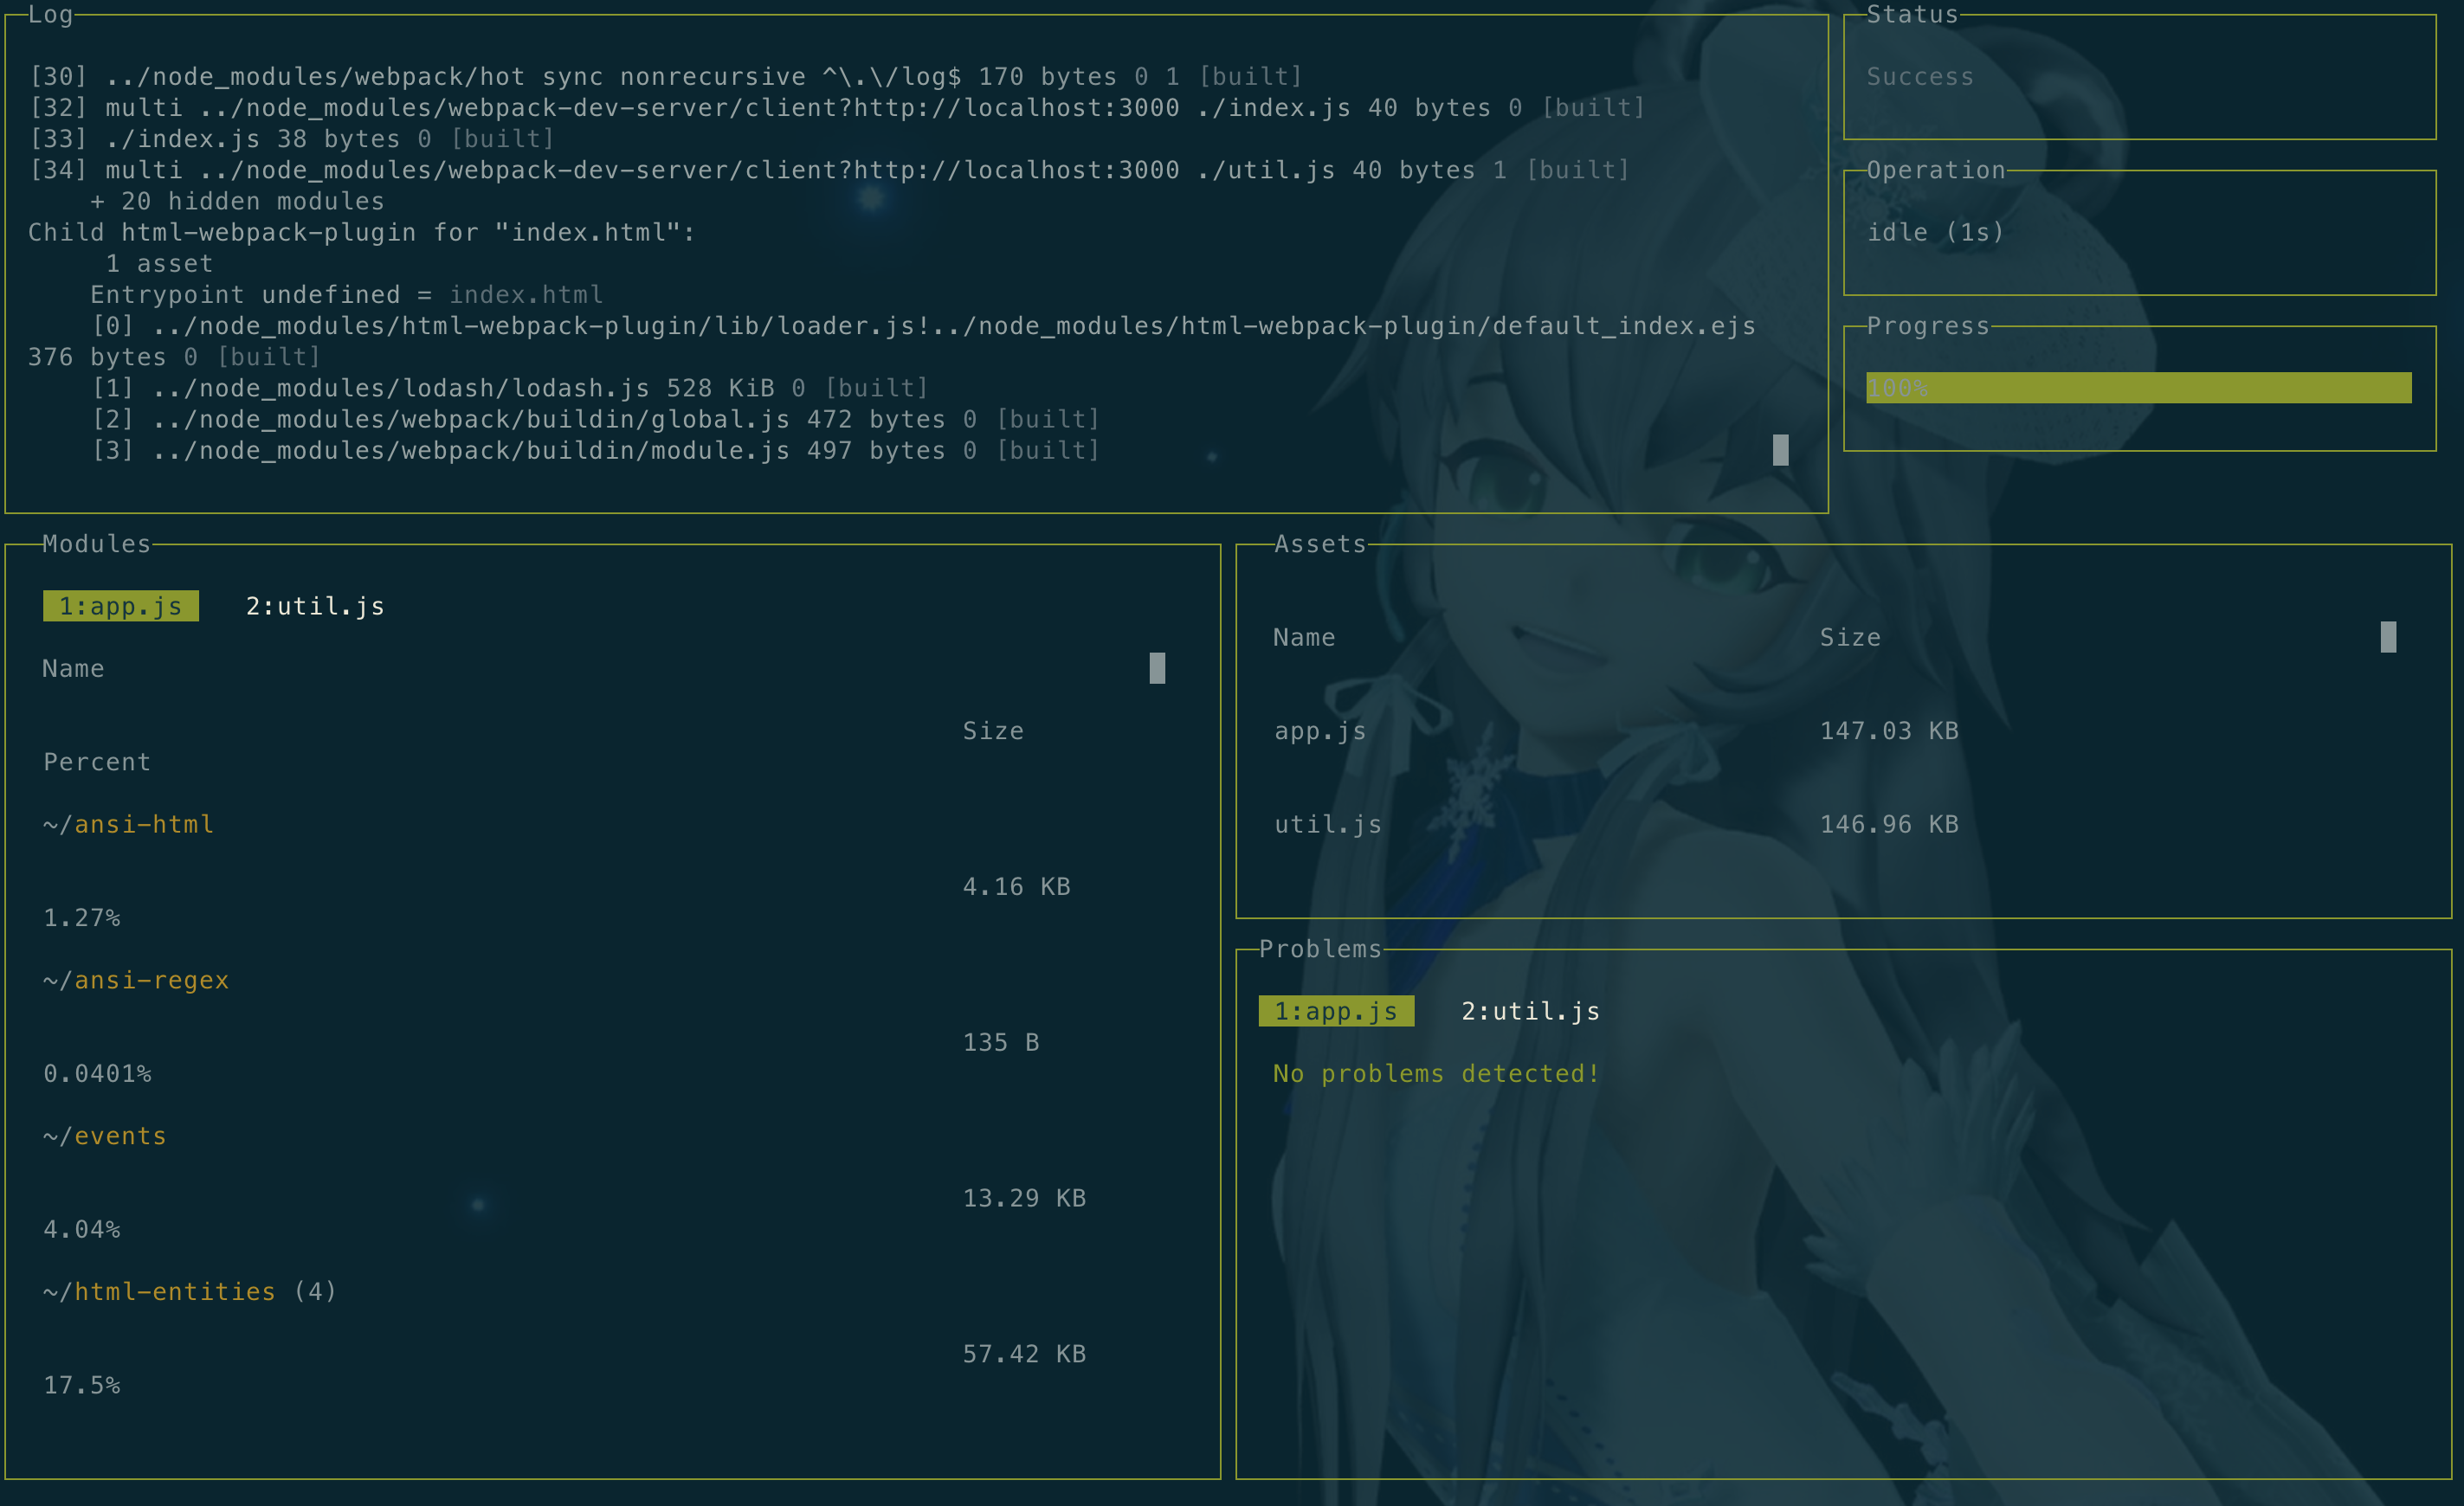 Log
[30] ../node_modules/webpack/hot sync nonrecursive ^\.\/log$ 170 bytes 0 1 [built]
[32] multi ../node_modules/webpack-dev-server/client?http://localhost:3000 ./index.js 40 bytes 0 [built]
[33] ./index.js 38 bytes 0 [built]
[34] multi ../node_modules/webpack-dev-server/client?http://localhost:3000 ./util.js 40 bytes 1 [built]
+ 20 hidden modules
Child html-webpack-plugin for "index.html":
1 asset
Entrypoint undefined = index.html
[0] ../node_modules/html-webpack-plugin/lib/loader.js!../node_modules/html-webpack-plugin/default_index.ejs
376 bytes 0 [built]
[1] ../node_modules/lodash/lodash.js 528 KiB 0 [built]
[2] ../node_modules/webpack/buildin/global.js 472 bytes 0 [built]
[3] ../node_modules/webpack/buildin/module.js 497 bytes 0 [built]
Status
Success
Operation
idle (1s)
Progress
100%
Modules
1:app.js 2:util.js
Name
Size
Percent
~/ansi-html
4.16 KB
1.27%
~/ansi-regex
135 B
0.0401%
~/events
13.29 KB
4.04%
~/html-entities (4)
57.42 KB
17.5%
Assets
Name Size
app.js 147.03 KB
util.js 146.96 KB
Problems
1:app.js 2:util.js
No problems detected!